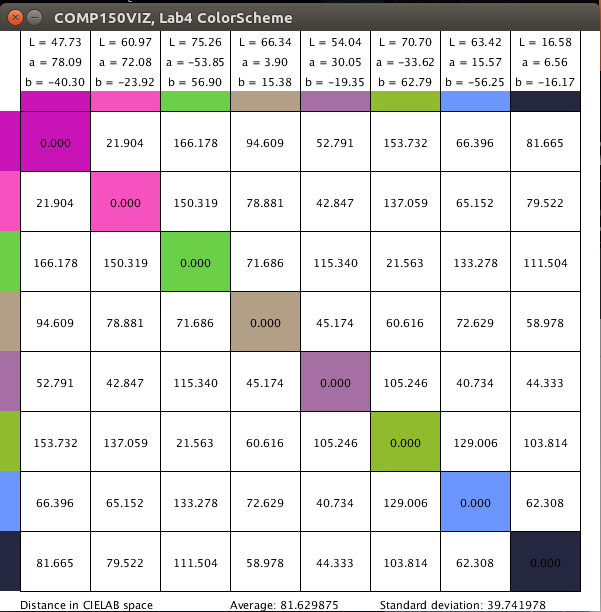 COMP150VIZ, Lab4 ColorScheme
L = 47.73 L = 60.97 L = 75.26 L = 66.34 L = 54.04 L = 70.70 L = 63.42 L = 16.58
a = 78.09 a = 72.08 a = −53.85 a = 3.90 a = 30.05 a = −33.62 a = 15.57 a = 6.56
b = −40.30 b = −23.92 b = 56.90 b = 15.38 b = −19.35 b = 62.79 b = −56.25 b = −16.17
0.000 21.904 166.178 94.609 52.791 153.732 66.396 81.665
21.904 0.000 150.319 78.881 42.847 137.059 65.152 79.522
166.178 150.319 0.000 71.686 115.340 21.563 133.278 111.504
94.609 78.881 71.686 0.000 45.174 60.616 72.629 58.978
52.791 42.847 115.340 45.174 0.000 105.246 40.734 44.333
153.732 137.059 21.563 60.616 105.246 0.000 129.006 103.814
66.396 65.152 133.278 72.629 40.734 129.006 0.000 62.308
81.665 79.522 111.504 58.978 44.333 103.814 62.308 0.000
Distance in CIELAB space Average: 81.629875 Standard deviation: 39.741978